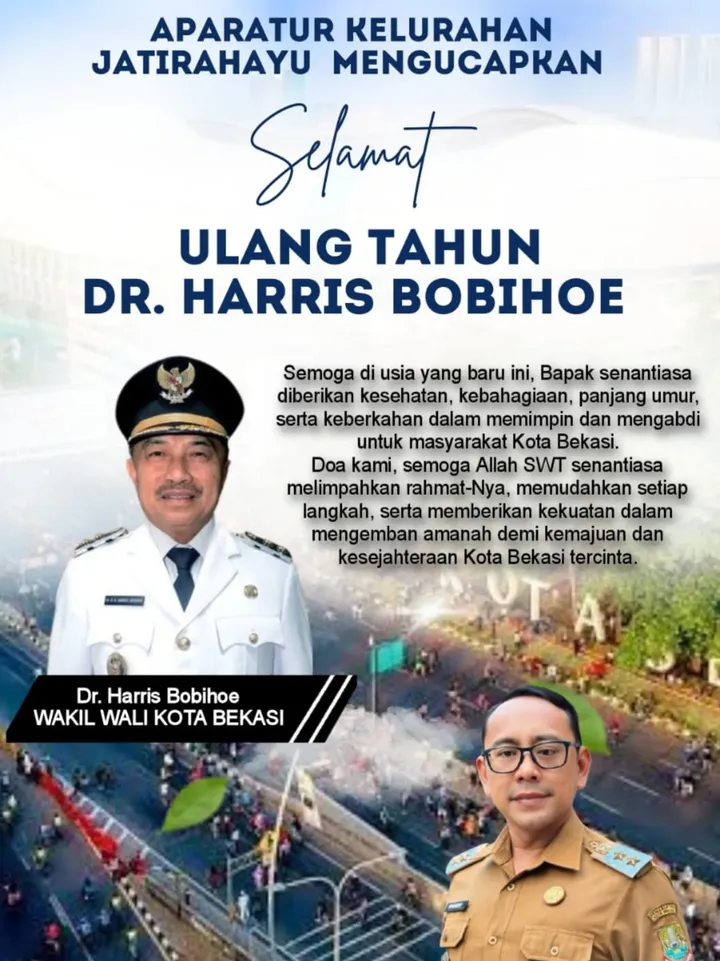 APARATUR KELURAHAN
JATIRAHAYU MENGUCAPKAN
Selamat
ULANG TAHUN
DR. HARRIS BOBIHOE
Semoga di usia yang baru ini, Bapak senantiasa
diberikan kesehatan, kebahagiaan, panjang umur,
serta keberkahan dalam memimpin dan mengabdi
untuk masyarakat Kota Bekasi.
Doa kami, semoga Allah SWT senantiasa
melimpahkan rahmat-Nya, memudahkan setiap
langkah, serta memberikan kekuatan dalam
mengemban amanah demi kemajuan dan
kesejahteraan Kota Bekasi tercinta.
Dr. Harris Bobihoe
WAKIL WALI KOTA BEKASI